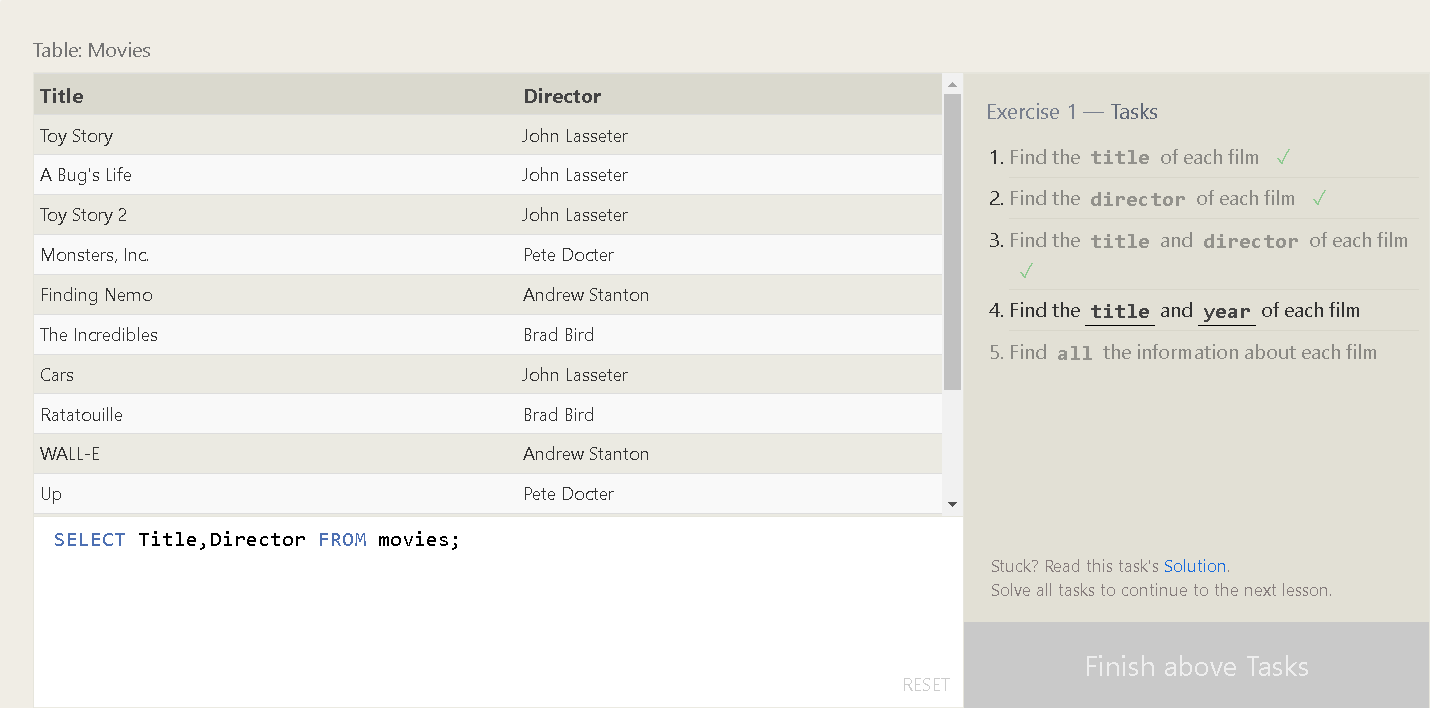 Table: Movies
Title Director
Toy Story John Lasseter
A Bug's Life John Lasseter
Toy Story 2 John Lasseter
Monsters, Inc. Pete Docter
Finding Nemo Andrew Stanton
The Incredibles Brad Bird
Cars John Lasseter
Ratatouille Brad Bird
WALL-E Andrew Stanton
Up Pete Docter
SELECT Title,Director FROM movies;
RESET
Exercise 1 — Tasks
1. Find the title of each film ✓
2. Find the director of each film ✓
3. Find the title and director of each film
✓
4. Find the title and year of each film
5. Find all the information about each film
Stuck? Read this task's Solution.
Solve all tasks to continue to the next lesson.
Finish above Tasks